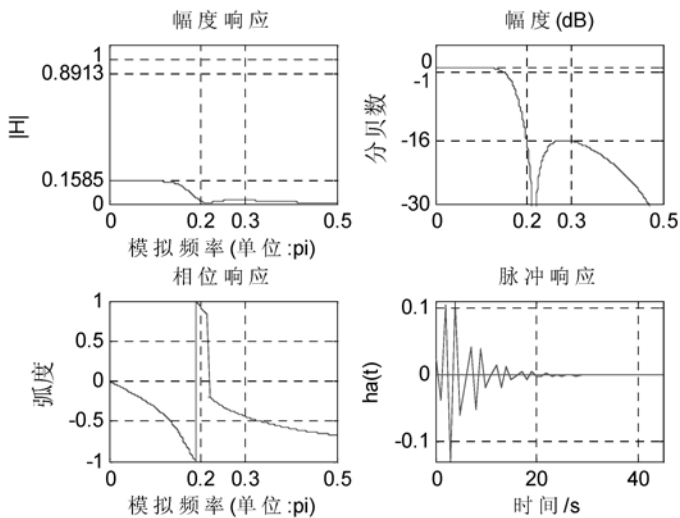 幅度响应
|H|
1
0.8913
0.1585
0
0 0.2 0.3 0.5
模拟频率(单位:pi)
幅度(dB)
分贝数
0
-1
-16
-30
0 0.2 0.3 0.5
相位响应
弧度
1
0.5
0
-0.5
-1
0 0.2 0.3 0.5
模拟频率(单位:pi)
脉冲响应
ha(t)
0.1
0
-0.1
0 20 40
时间/s